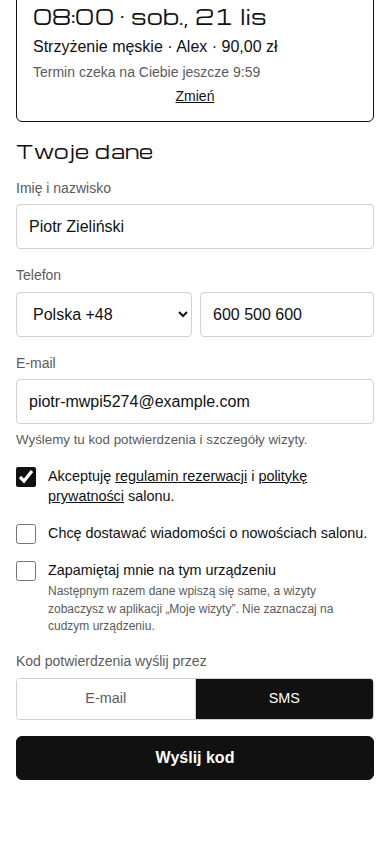 08:00 · sob., 21 lis
Strzyżenie męskie · Alex · 90,00 zł
Termin czeka na Ciebie jeszcze 9:59
Zmień
Twoje dane
Imię i nazwisko
Piotr Zieliński
Telefon
Polska +48
600 500 600
E-mail
piotr-mwpi5274@example.com
Wyślemy tu kod potwierdzenia i szczegóły wizyty.
Akceptuję regulamin rezerwacji i politykę
prywatności salonu.
Chcę dostawać wiadomości o nowościach salonu.
Zapamiętaj mnie na tym urządzeniu
Następnym razem dane wpiszą się same, a wizyty
zobaczysz w aplikacji „Moje wizyty”. Nie zaznaczaj na
cudzym urządzeniu.
Kod potwierdzenia wyślij przez
E-mail
SMS
Wyślij kod